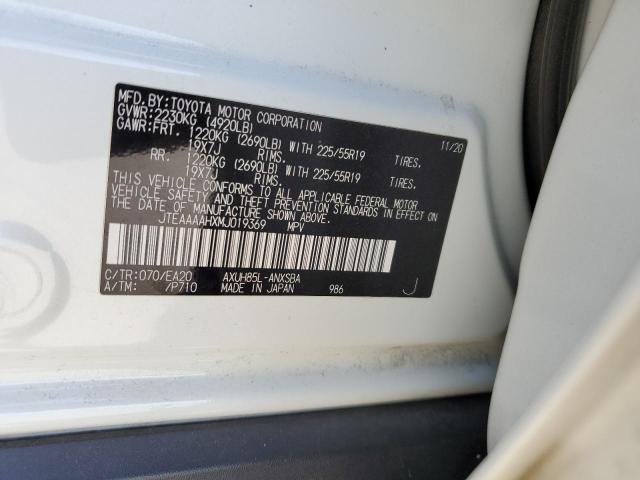 MFD.BY:TOYOTA MOTOR CORPORATION 11/20
GVWR:2230KG (4920LB)
GAWR:FRT. 1220KG (2690LB) WITH 225/55R19 TIRES.
19X7J RIMS.
RR. 1220KG (2690LB) WITH 225/55R19 TIRES.
19X7J RIMS.
THIS VEHICLE CONFORMS TO ALL APPLICABLE FEDERAL MOTOR
VEHICLE SAFETY AND THEFT PREVENTION STANDARDS IN EFFECT ON
THE DATE OF MANUFACTURE SHOWN ABOVE.
JTEAAAAHXMJ019369 MPV
C/TR:070/EA20 AXUH85L-ANXSBA
A/TM: /P710 MADE IN JAPAN 986 J